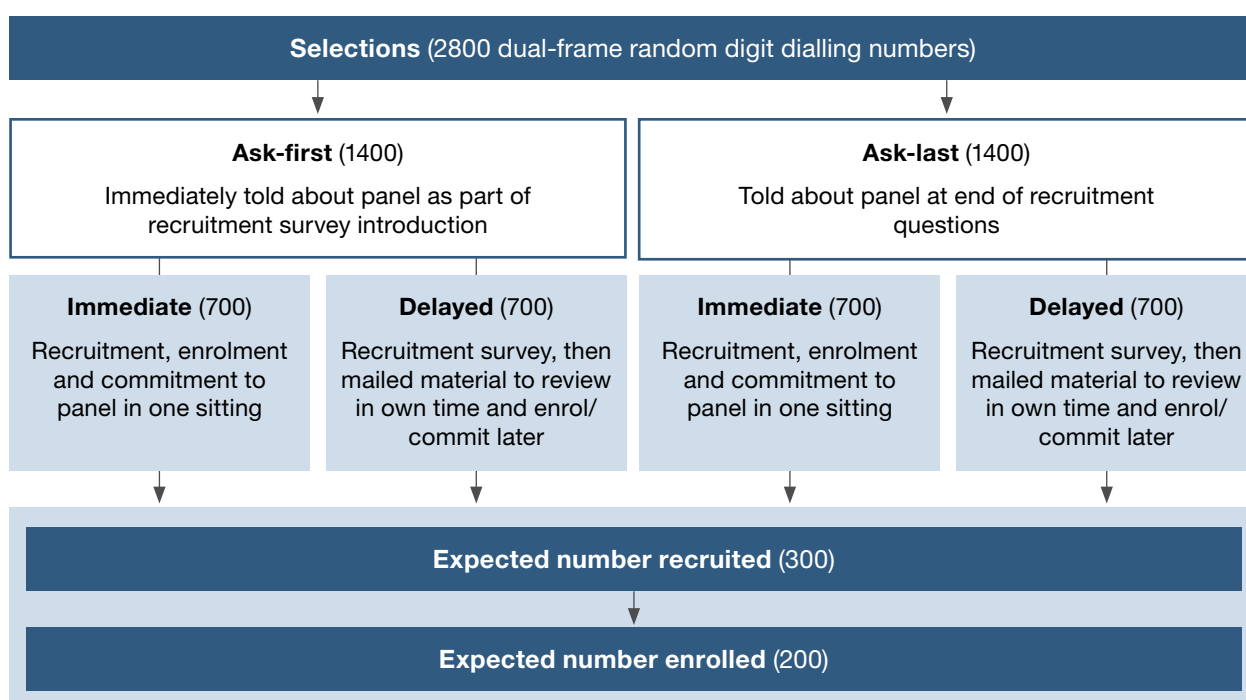 Selections (2800 dual-frame random digit dialling numbers)
Ask-first (1400)
Immediately told about panel as part of
recruitment survey introduction
Ask-last (1400)
Told about panel at end of recruitment
questions
Immediate (700)
Recruitment, enrolment
and commitment to
panel in one sitting
Delayed (700)
Recruitment survey, then
mailed material to review
in own time and enrol/
commit later
Immediate (700)
Recruitment, enrolment
and commitment to
panel in one sitting
Delayed (700)
Recruitment survey, then
mailed material to review
in own time and enrol/
commit later
Expected number recruited (300)
Expected number enrolled (200)